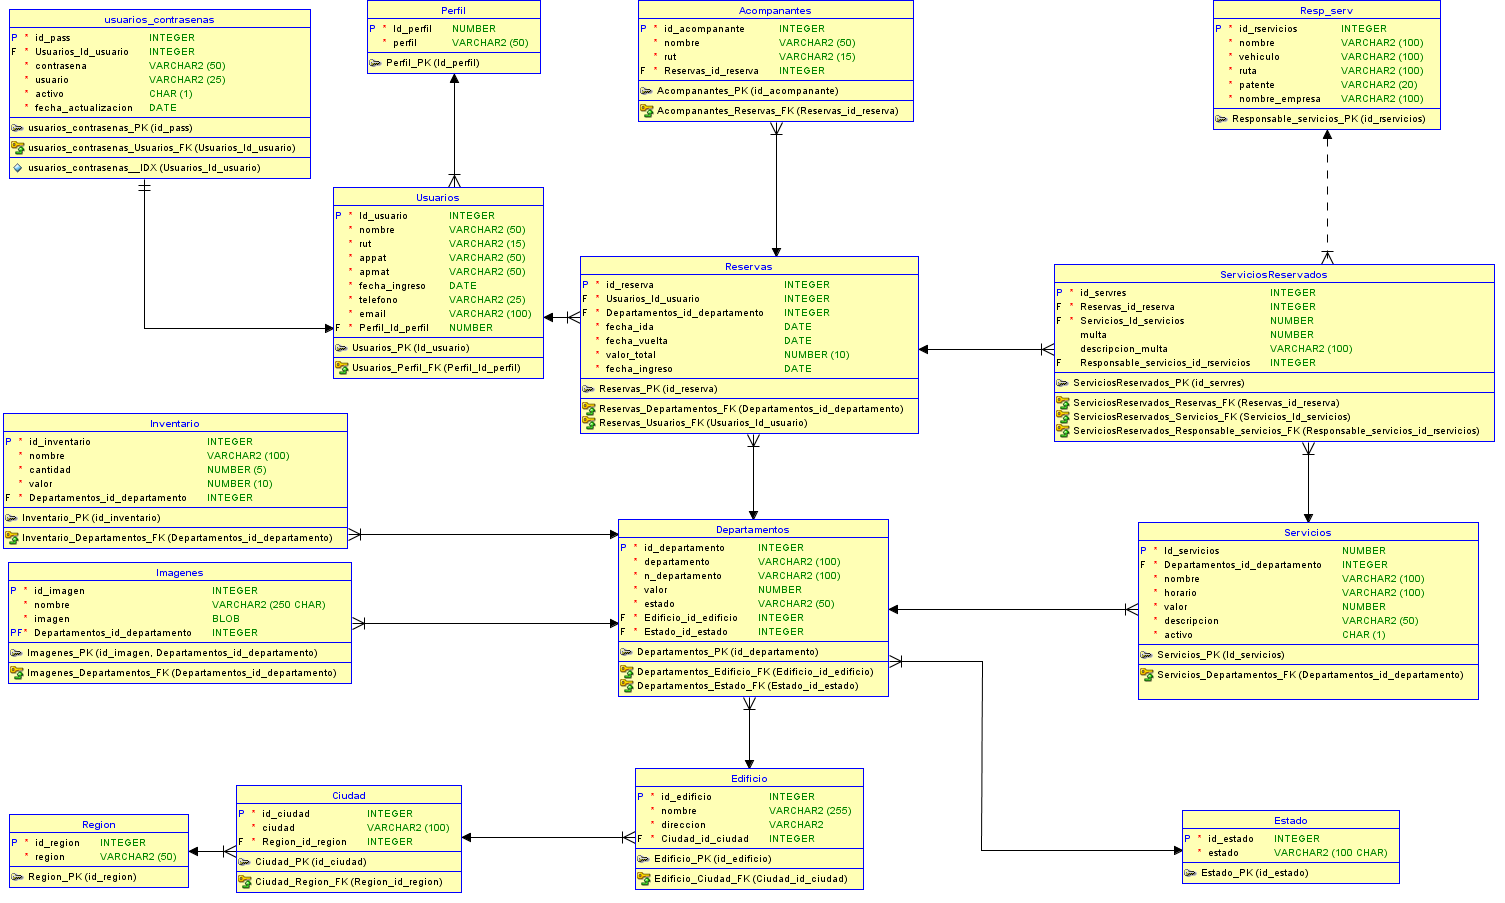 usuarios_contrasenas
P * id_pass INTEGER
F * Usuarios_Id_usuario INTEGER
* contrasena VARCHAR2 (50)
* usuario VARCHAR2 (25)
* activo CHAR (1)
* fecha_actualizacion DATE
usuarios_contrasenas_PK (id_pass)
usuarios_contrasenas_Usuarios_FK (Usuarios_Id_usuario)
usuarios_contrasenas__IDX (Usuarios_Id_usuario)
Perfil
P * Id_perfil NUMBER
* perfil VARCHAR2 (50)
Perfil_PK (Id_perfil)
Acompanantes
P * id_acompanante INTEGER
* nombre VARCHAR2 (50)
* rut VARCHAR2 (15)
F * Reservas_id_reserva INTEGER
Acompanantes_PK (id_acompanante)
Acompanantes_Reservas_FK (Reservas_id_reserva)
Resp_serv
P * id_rservicios INTEGER
* nombre VARCHAR2 (100)
* vehiculo VARCHAR2 (100)
* ruta VARCHAR2 (100)
* patente VARCHAR2 (20)
* nombre_empresa VARCHAR2 (100)
Responsable_servicios_PK (id_rservicios)
Usuarios
P * Id_usuario INTEGER
* nombre VARCHAR2 (50)
* rut VARCHAR2 (15)
* appat VARCHAR2 (50)
* apmat VARCHAR2 (50)
* fecha_ingreso DATE
* telefono VARCHAR2 (25)
* email VARCHAR2 (100)
F * Perfil_Id_perfil NUMBER
Usuarios_PK (Id_usuario)
Usuarios_Perfil_FK (Perfil_Id_perfil)
Reservas
P * id_reserva INTEGER
F * Usuarios_Id_usuario INTEGER
F * Departamentos_id_departamento INTEGER
* fecha_ida DATE
* fecha_vuelta DATE
* valor_total NUMBER (10)
* fecha_ingreso DATE
Reservas_PK (id_reserva)
Reservas_Departamentos_FK (Departamentos_id_departamento)
Reservas_Usuarios_FK (Usuarios_Id_usuario)
ServiciosReservados
P * id_servres INTEGER
F * Reservas_id_reserva INTEGER
F * Servicios_Id_servicios NUMBER
multa NUMBER
descripcion_multa VARCHAR2 (100)
F Responsable_servicios_id_rservicios INTEGER
ServiciosReservados_PK (id_servres)
ServiciosReservados_Reservas_FK (Reservas_id_reserva)
ServiciosReservados_Servicios_FK (Servicios_Id_servicios)
ServiciosReservados_Responsable_servicios_FK (Responsable_servicios_id_rservicios)
Inventario
P * id_inventario INTEGER
* nombre VARCHAR2 (100)
* cantidad NUMBER (5)
* valor NUMBER (10)
F * Departamentos_id_departamento INTEGER
Inventario_PK (id_inventario)
Inventario_Departamentos_FK (Departamentos_id_departamento)
Imagenes
P * id_imagen INTEGER
* nombre VARCHAR2 (250 CHAR)
* imagen BLOB
PF* Departamentos_id_departamento INTEGER
Imagenes_PK (id_imagen, Departamentos_id_departamento)
Imagenes_Departamentos_FK (Departamentos_id_departamento)
Departamentos
P * id_departamento INTEGER
* departamento VARCHAR2 (100)
* n_departamento VARCHAR2 (100)
* valor NUMBER
* estado VARCHAR2 (50)
F * Edificio_id_edificio INTEGER
F * Estado_id_estado INTEGER
Departamentos_PK (id_departamento)
Departamentos_Edificio_FK (Edificio_id_edificio)
Departamentos_Estado_FK (Estado_id_estado)
Servicios
P * Id_servicios NUMBER
F * Departamentos_id_departamento INTEGER
* nombre VARCHAR2 (100)
* horario VARCHAR2 (100)
* valor NUMBER
* descripcion VARCHAR2 (50)
* activo CHAR (1)
Servicios_PK (Id_servicios)
Servicios_Departamentos_FK (Departamentos_id_departamento)
Region
P * id_region INTEGER
* region VARCHAR2 (50)
Region_PK (id_region)
Ciudad
P * id_ciudad INTEGER
* ciudad VARCHAR2 (100)
F * Region_id_region INTEGER
Ciudad_PK (id_ciudad)
Ciudad_Region_FK (Region_id_region)
Edificio
P * id_edificio INTEGER
* nombre VARCHAR2 (255)
* direccion VARCHAR2
F * Ciudad_id_ciudad INTEGER
Edificio_PK (id_edificio)
Edificio_Ciudad_FK (Ciudad_id_ciudad)
Estado
P * id_estado INTEGER
* estado VARCHAR2 (100 CHAR)
Estado_PK (id_estado)